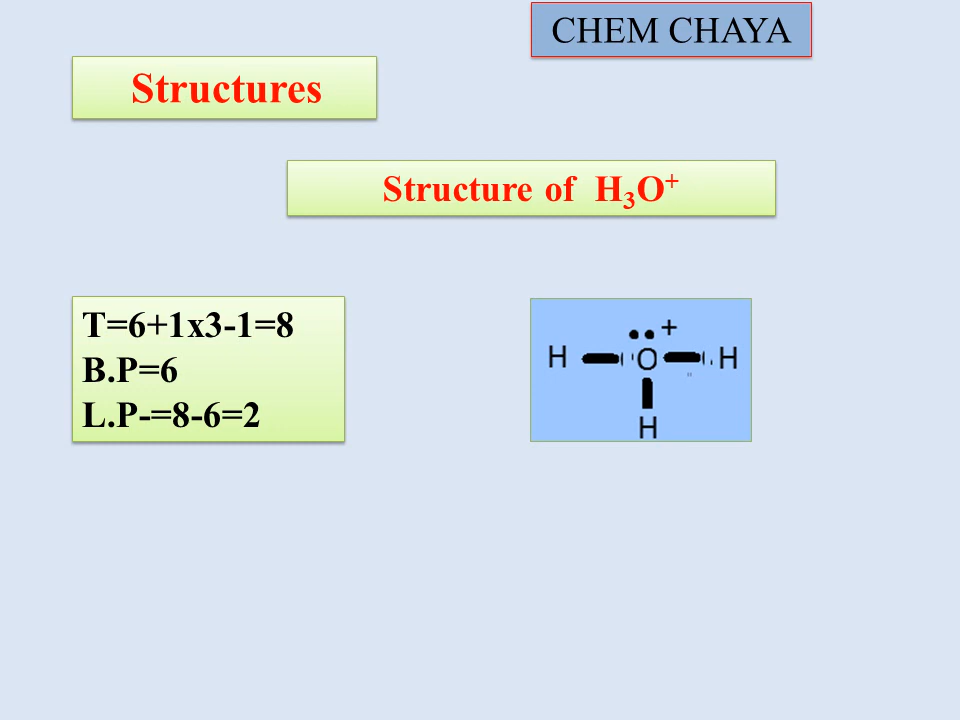 CHEM CHAYA
Structures
Structure of H₃O⁺
T=6+1x3-1=8
B.P=6
L.P-=8-6=2
+
H O H
H